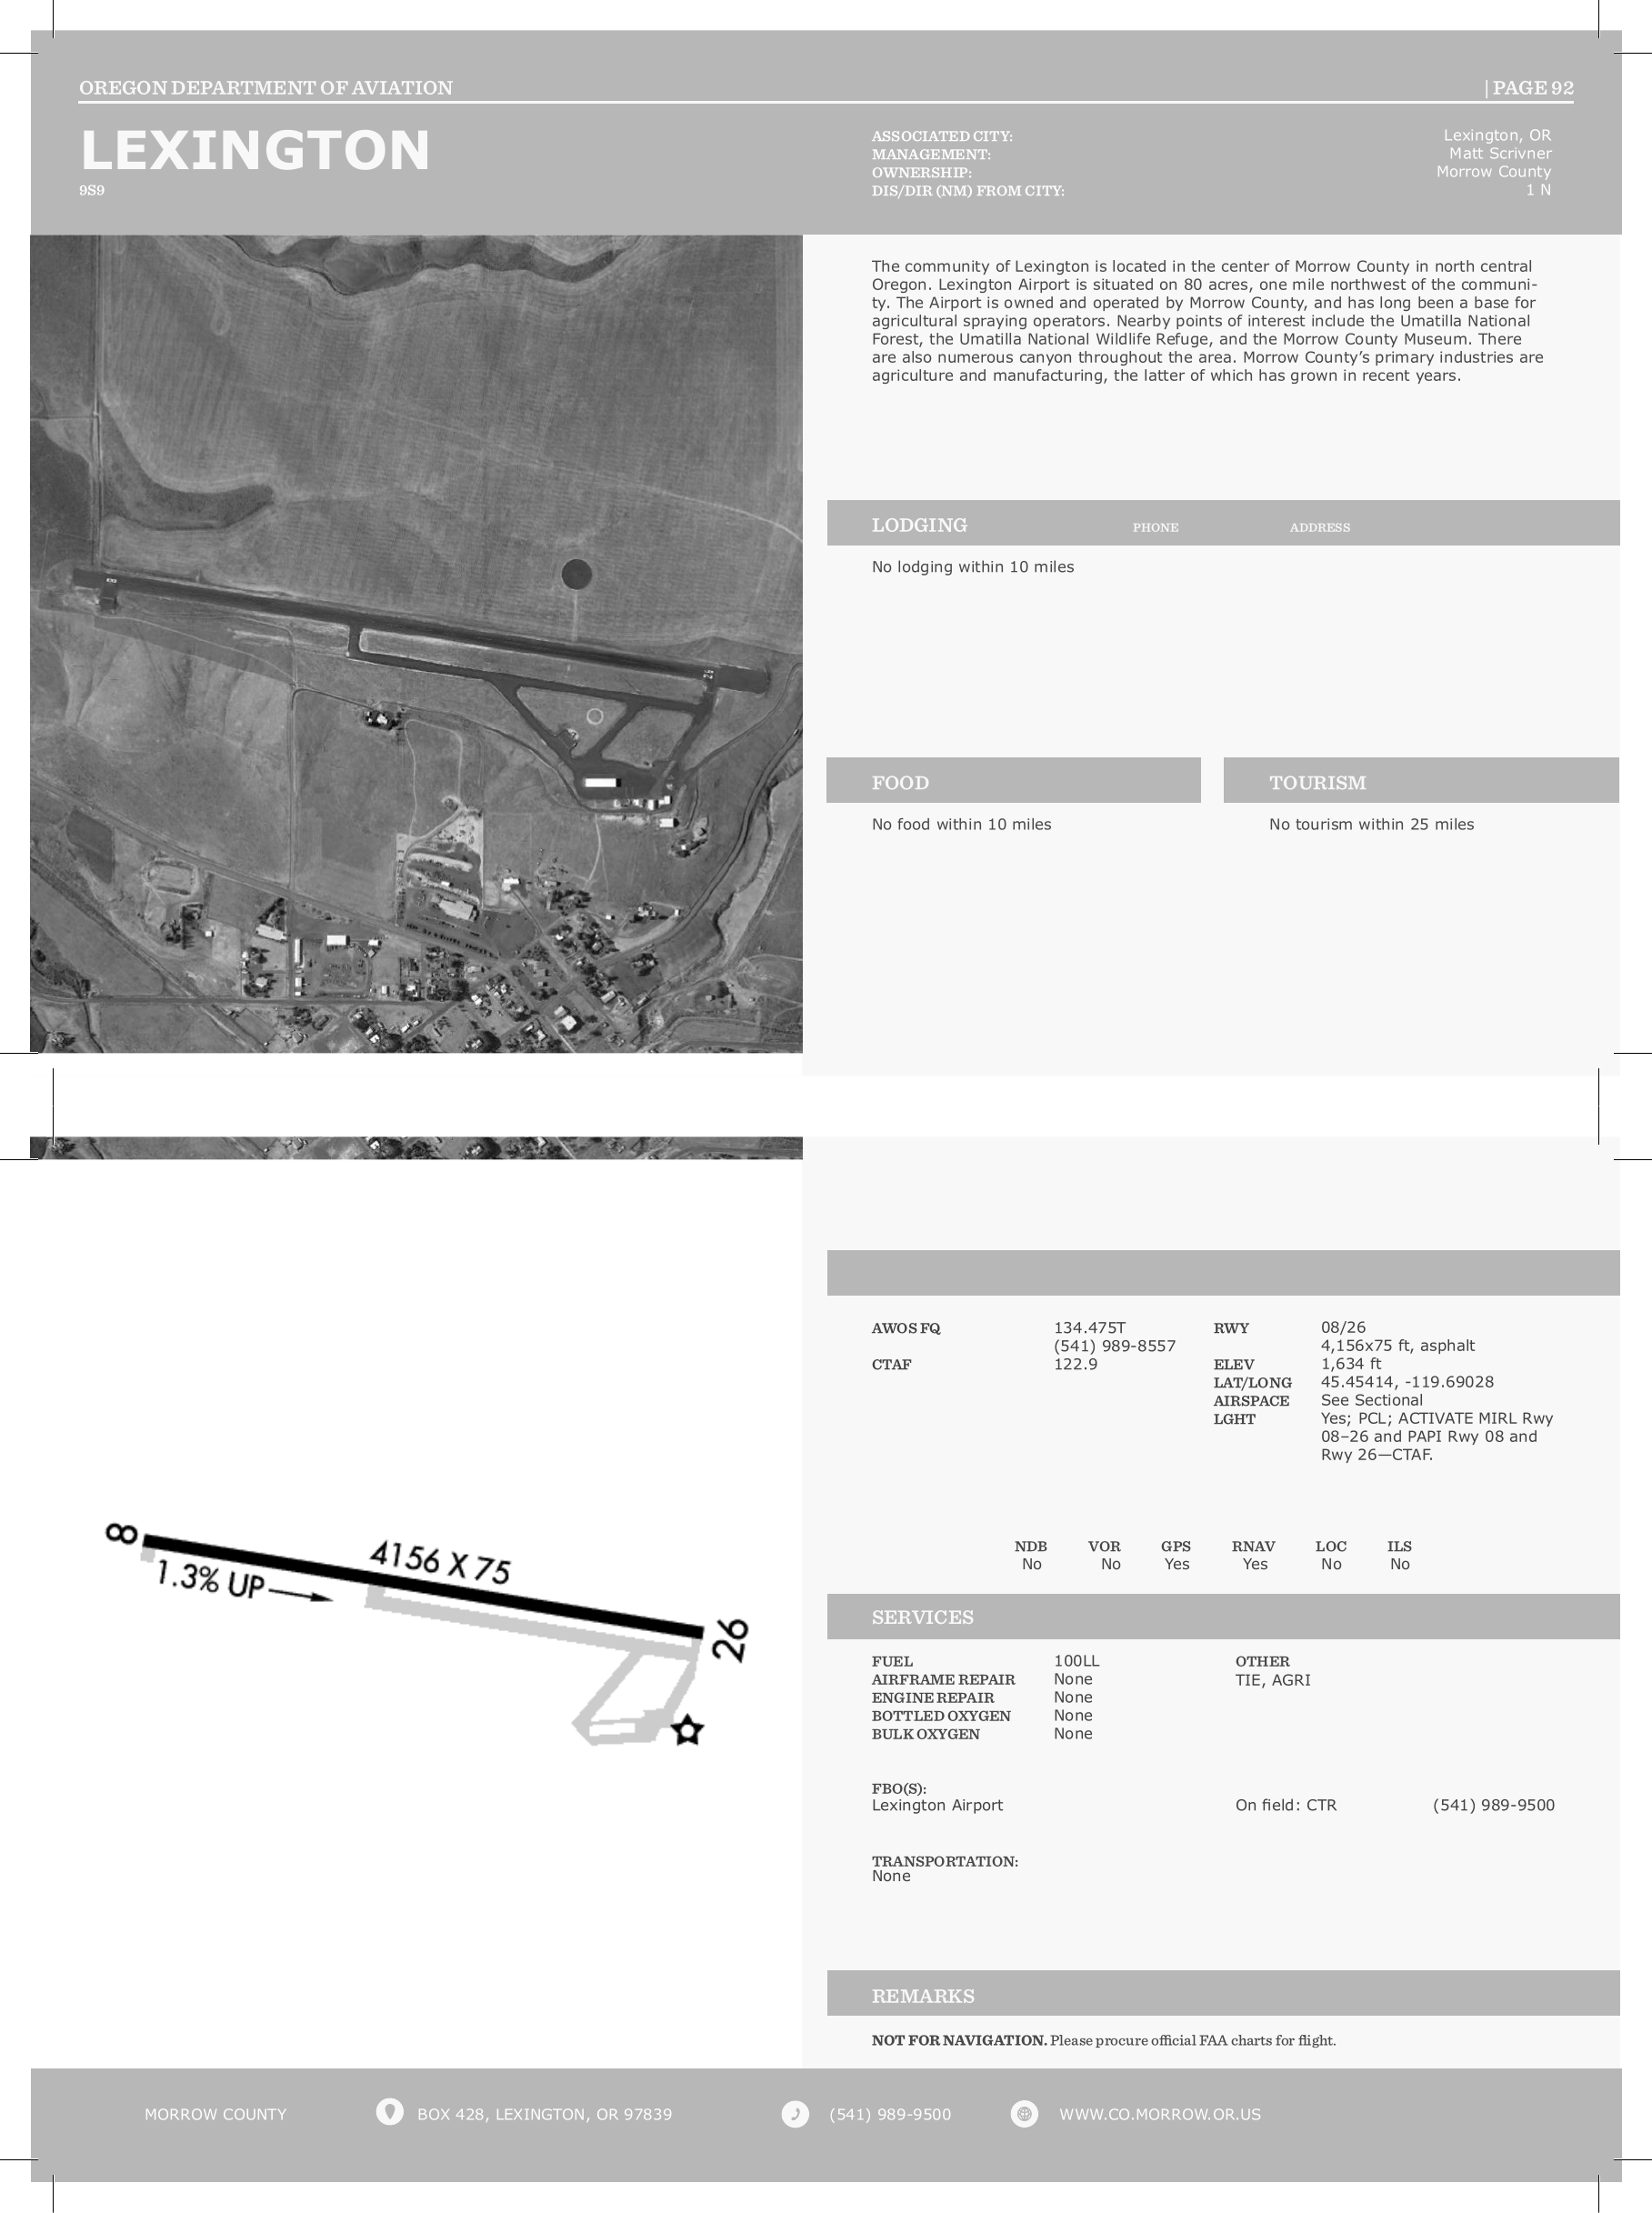 OREGON DEPARTMENT OF AVIATION | PAGE 92
LEXINGTON
9S9
ASSOCIATED CITY: Lexington, OR
MANAGEMENT: Matt Scrivner
OWNERSHIP: Morrow County
DIS/DIR (NM) FROM CITY: 1 N
The community of Lexington is located in the center of Morrow County in north central
Oregon. Lexington Airport is situated on 80 acres, one mile northwest of the communi-
ty. The Airport is owned and operated by Morrow County, and has long been a base for
agricultural spraying operators. Nearby points of interest include the Umatilla National
Forest, the Umatilla National Wildlife Refuge, and the Morrow County Museum. There
are also numerous canyon throughout the area. Morrow County’s primary industries are
agriculture and manufacturing, the latter of which has grown in recent years.
LODGING PHONE ADDRESS
No lodging within 10 miles
FOOD
No food within 10 miles
TOURISM
No tourism within 25 miles
8
4156 X 75
1.3% UP
26
AWOS FQ 134.475T
(541) 989-8557
CTAF 122.9
RWY 08/26
4,156x75 ft, asphalt
ELEV 1,634 ft
LAT/LONG 45.45414, -119.69028
AIRSPACE See Sectional
LGHT Yes; PCL; ACTIVATE MIRL Rwy
08–26 and PAPI Rwy 08 and
Rwy 26—CTAF.
NDB VOR GPS RNAV LOC ILS
No No Yes Yes No No
SERVICES
FUEL 100LL
AIRFRAME REPAIR None
ENGINE REPAIR None
BOTTLED OXYGEN None
BULK OXYGEN None
OTHER
TIE, AGRI
FBO(S):
Lexington Airport On field: CTR (541) 989-9500
TRANSPORTATION:
None
REMARKS
NOT FOR NAVIGATION. Please procure official FAA charts for flight.
MORROW COUNTY BOX 428, LEXINGTON, OR 97839 (541) 989-9500 WWW.CO.MORROW.OR.US